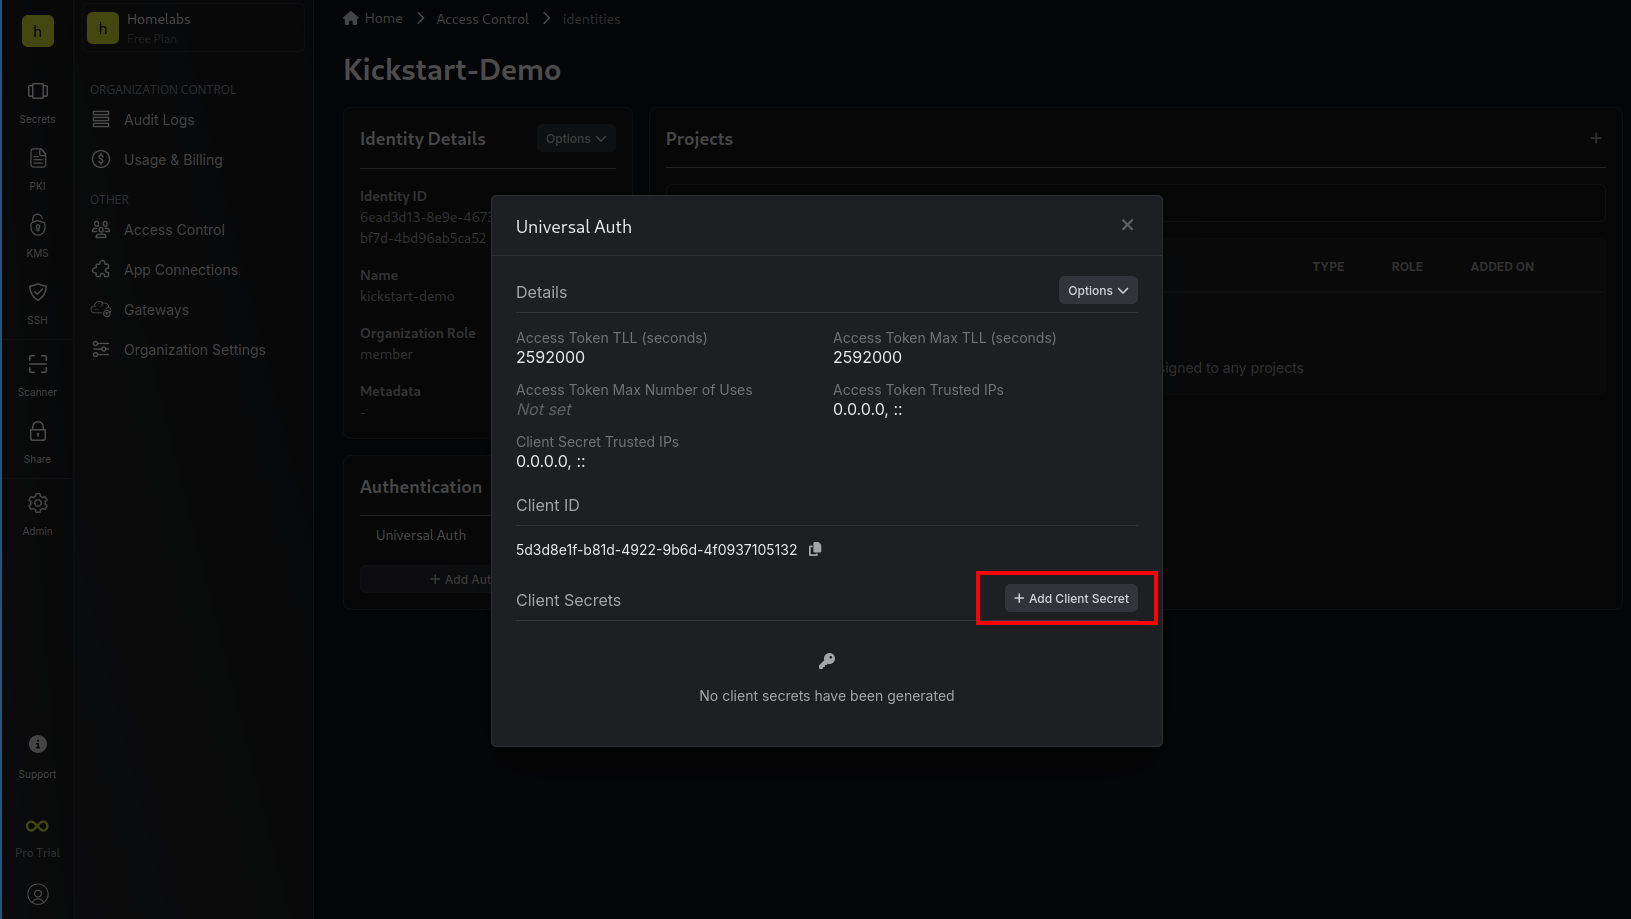 h
Secrets
PKI
KMS
SSH
Scanner
Share
Admin
Support
Pro Trial
h
Homelabs
Free Plan
ORGANIZATION CONTROL
Audit Logs
Usage & Billing
OTHER
Access Control
App Connections
Gateways
Organization Settings
Home > Access Control > identities
Kickstart-Demo
Identity Details
Options
Identity ID
6ead3d13-8e9e-4673
bf7d-4bd96ab5ca52
Name
kickstart-demo
Organization Role
member
Metadata
-
Authentication
Universal Auth
+ Add Aut
Projects
+
TYPE ROLE ADDED ON
signed to any projects
Universal Auth
Details
Options
Access Token TLL (seconds)
2592000
Access Token Max TLL (seconds)
2592000
Access Token Max Number of Uses
Not set
Access Token Trusted IPs
0.0.0.0, ::
Client Secret Trusted IPs
0.0.0.0, ::
Client ID
5d3d8e1f-b81d-4922-9b6d-4f0937105132
Client Secrets
+ Add Client Secret
No client secrets have been generated